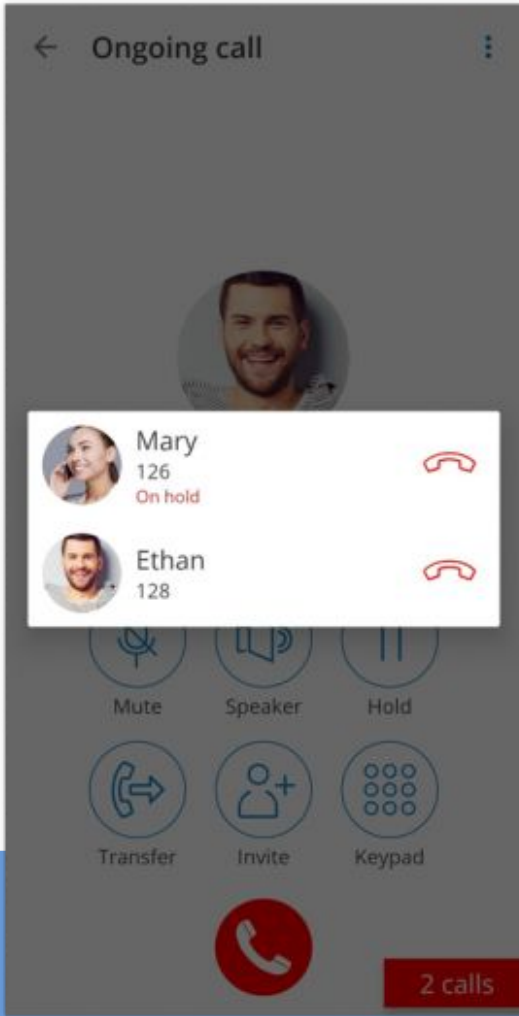 Ongoing call
Mary
126
On hold
Ethan
128
Mute Speaker Hold
Transfer Invite Keypad
2 calls